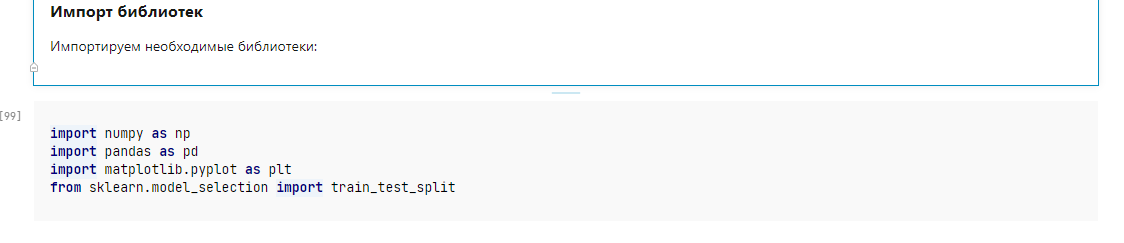 Импорт библиотек
Импортируем необходимые библиотеки:
[99]
import numpy as np
import pandas as pd
import matplotlib.pyplot as plt
from sklearn.model_selection import train_test_split